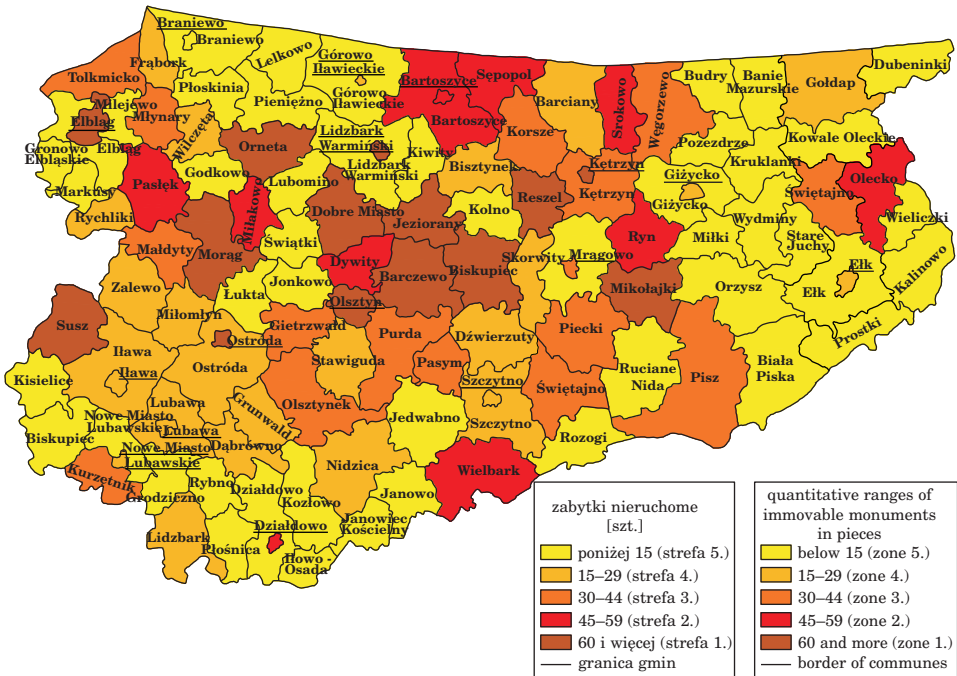 Braniewo
Braniewo
Lelkowo
Górowo
Iławieckie
Górowo
Iławieckie
Bartoszyce
Sępopol
Bartoszyce
Barciany
Srokowo
Węgorzewo
Budry
Banie
Mazurskie
Gołdap
Dubeninki
Frąbork
Tolmicko
Płoskinia
Pieniężno
Milejewo
Młynary
Elbląg
Elbląg
Gronowo
Elbląskie
Wilczęta
Orneta
Lidzbark
Warmiński
Lidzbark
Warmiński
Kiwity
Korsze
Bisztynek
Kętrzyn
Kętrzyn
Pozezdrze
Kruklanki
Kowale Oleckie
Giżycko
Giżycko
Olecko
Świętajno
Wieliczki
Markusy
Pasłęk
Godkowo
Lubomino
Rychliki
Miłakowo
Dobre Miasto
Jeziorany
Kolno
Reszel
Ryn
Miłki
Wydminy
Stare
Juchy
Małdyty
Morąg
Świątki
Dywity
Barczewo
Biskupiec
Skorwity
Mrągowo
Mikołajki
Orzysz
Ełk
Ełk
Kalinowo
Zalewo
Łukta
Jonkowo
Olsztyn
Susz
Miłomłyn
Gietrzwałd
Ostróda
Purda
Dźwierzuty
Piecki
Prostki
Iława
Iława
Ostróda
Stawiguda
Pasym
Szczytno
Świętajno
Ruciane
Nida
Pisz
Biała
Piska
Kisielice
Lubawa
Grunwald
Olsztynek
Jedwabno
Szczytno
Rozogi
Nowe Miasto
Lubawskie
Lubawa
Biskupiec
Nowe Miasto
Lubawskie
Dąbrówno
Nidzica
Wielbark
Kurzętnik
Grodziczno
Rybno
Działdowo
Kozłowo
Janowo
Janowiec
Kościelny
Lidzbark
Płośnica
Działdowo
Iłowo -
Osada
zabytki nieruchome
[szt.]
poniżej 15 (strefa 5.)
15–29 (strefa 4.)
30–44 (strefa 3.)
45–59 (strefa 2.)
60 i więcej (strefa 1.)
granica gmin
quantitative ranges of
immovable monuments
in pieces
below 15 (zone 5.)
15–29 (zone 4.)
30–44 (zone 3.)
45–59 (zone 2.)
60 and more (zone 1.)
border of communes